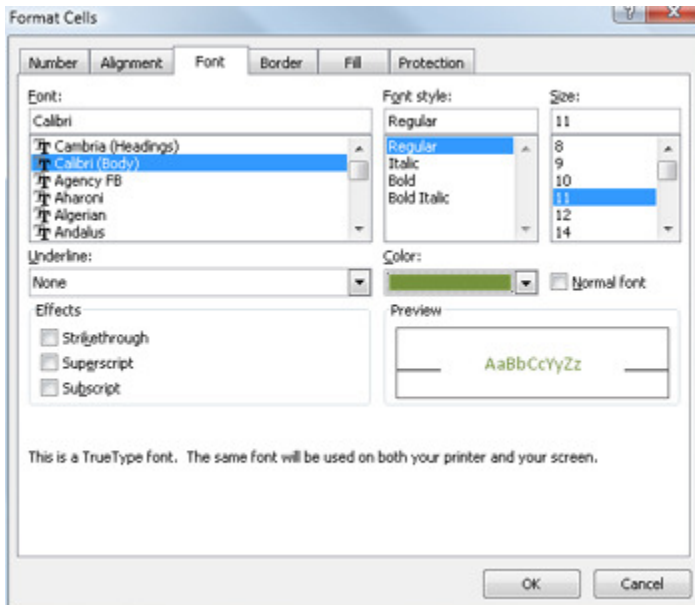 Format Cells
Number Alignment Font Border Fill Protection
Font: Font style: Size:
Calibri Regular 11
Cambria (Headings) Regular 8
Calibri (Body) Italic 9
Agency FB Bold 10
Aharoni Bold Italic 11
Algerian 12
Andalus 14
Underline: Color:
None Normal font
Effects Preview
Strikethrough
Superscript AaBbCcYyZz
Subscript
This is a TrueType font. The same font will be used on both your printer and your screen.
OK Cancel